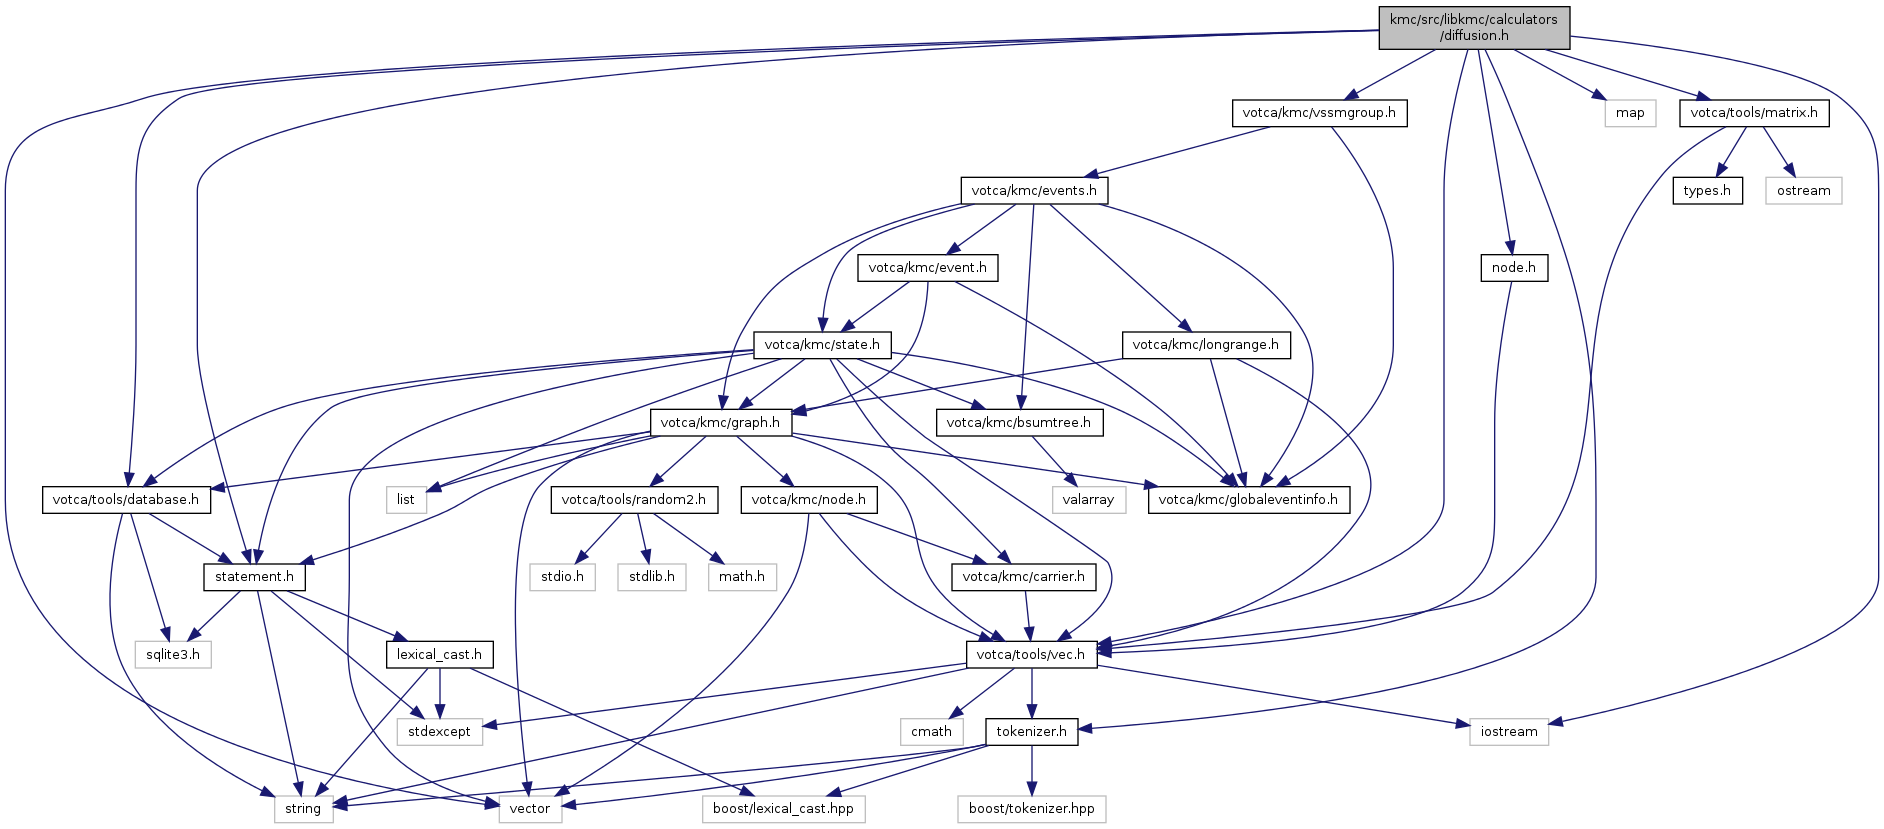 kmc/src/libkmc/calculators
/diffusion.h
votca/kmc/vssmgroup.h
map
votca/tools/matrix.h
votca/kmc/events.h
types.h
ostream
votca/kmc/event.h
node.h
votca/kmc/state.h
votca/kmc/longrange.h
votca/kmc/graph.h
votca/kmc/bsumtree.h
votca/tools/database.h
list
votca/tools/random2.h
votca/kmc/node.h
valarray
votca/kmc/globaleventinfo.h
statement.h
stdio.h
stdlib.h
math.h
votca/kmc/carrier.h
sqlite3.h
lexical_cast.h
votca/tools/vec.h
stdexcept
cmath
tokenizer.h
iostream
string
vector
boost/lexical_cast.hpp
boost/tokenizer.hpp